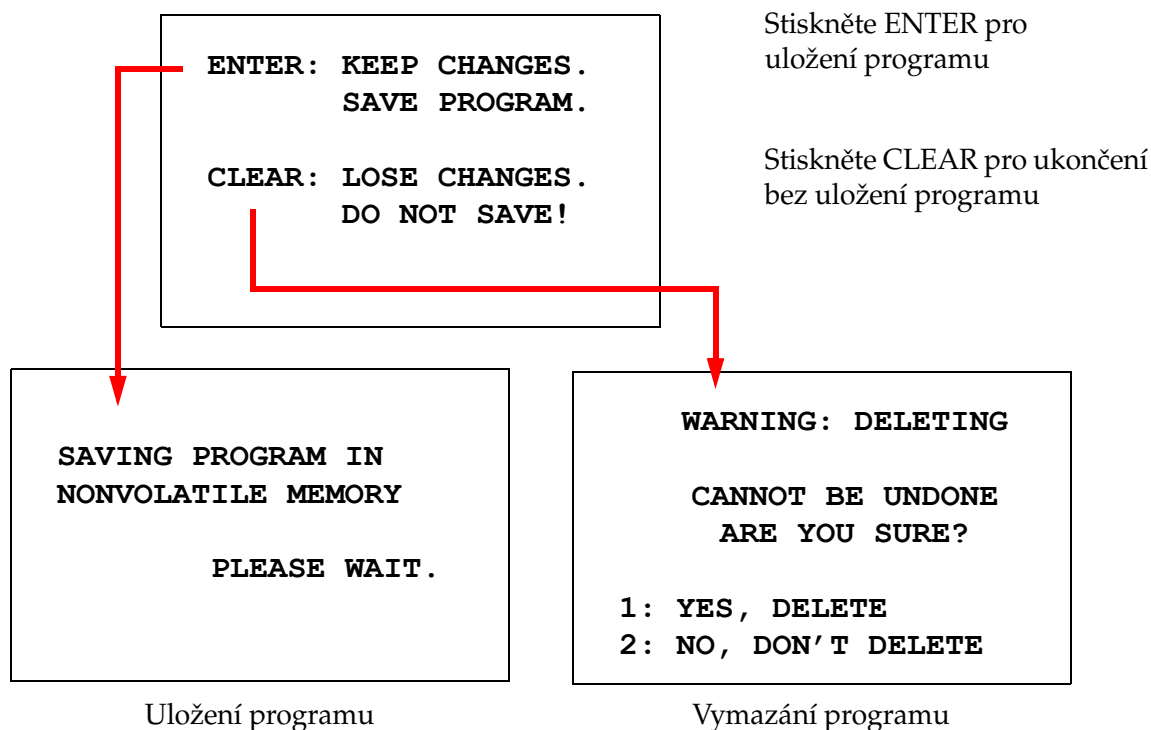 ENTER: KEEP CHANGES.
SAVE PROGRAM.
CLEAR: LOSE CHANGES.
DO NOT SAVE!
Stiskněte ENTER pro
uložení programu
Stiskněte CLEAR pro ukončení
bez uložení programu
SAVING PROGRAM IN
NONVOLATILE MEMORY
PLEASE WAIT.
Uložení programu
WARNING: DELETING
CANNOT BE UNDONE
ARE YOU SURE?
1: YES, DELETE
2: NO, DON'T DELETE
Vymazání programu